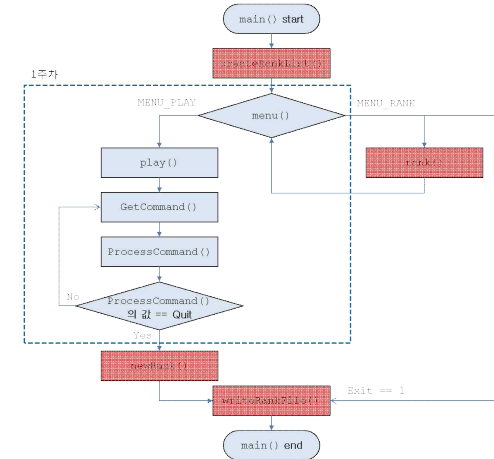 main() start
createRankList()
1주차
MENU_PLAY
MENU_RANK
menu()
play()
rank()
GetCommand()
ProcessCommand()
No
ProcessCommand()
의 값 == Quit
Yes
newRank()
Exit == 1
writeRankFile()
main() end